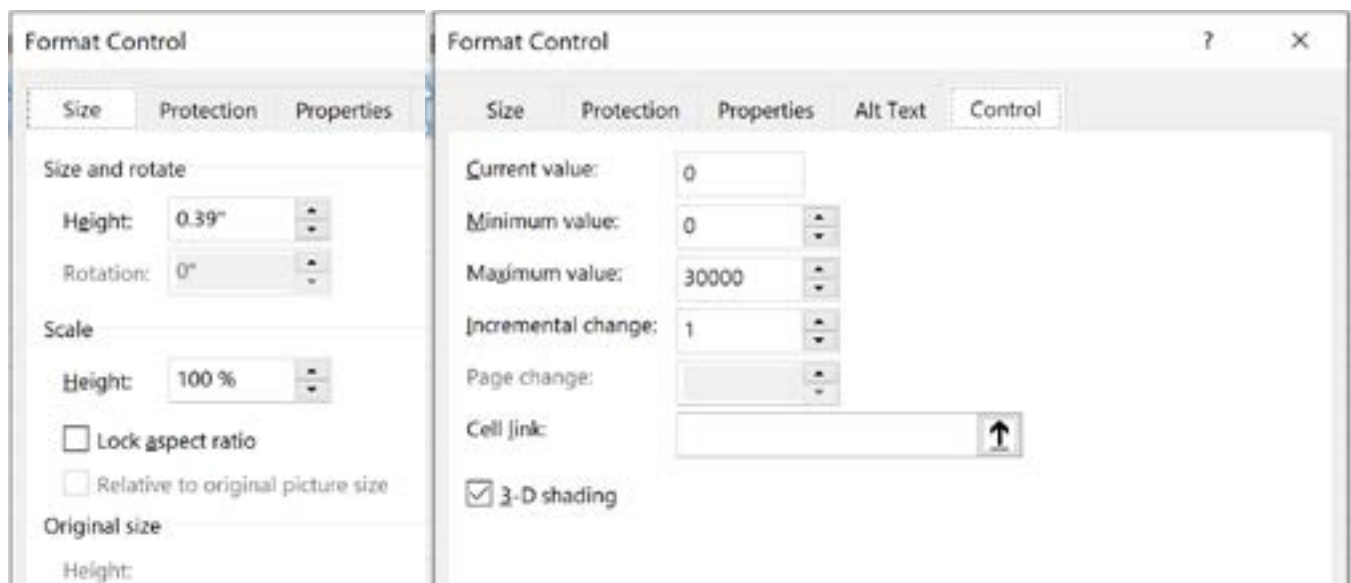 Format Control
Size Protection Properties
Size and rotate
Height: 0.39"
Rotation: 0°
Scale
Height: 100 %
Lock aspect ratio
Relative to original picture size
Original size
Height:
Format Control ? ×
Size Protection Properties Alt Text Control
Current value: 0
Minimum value: 0
Maximum value: 30000
Incremental change: 1
Page change:
Cell link:
3-D shading